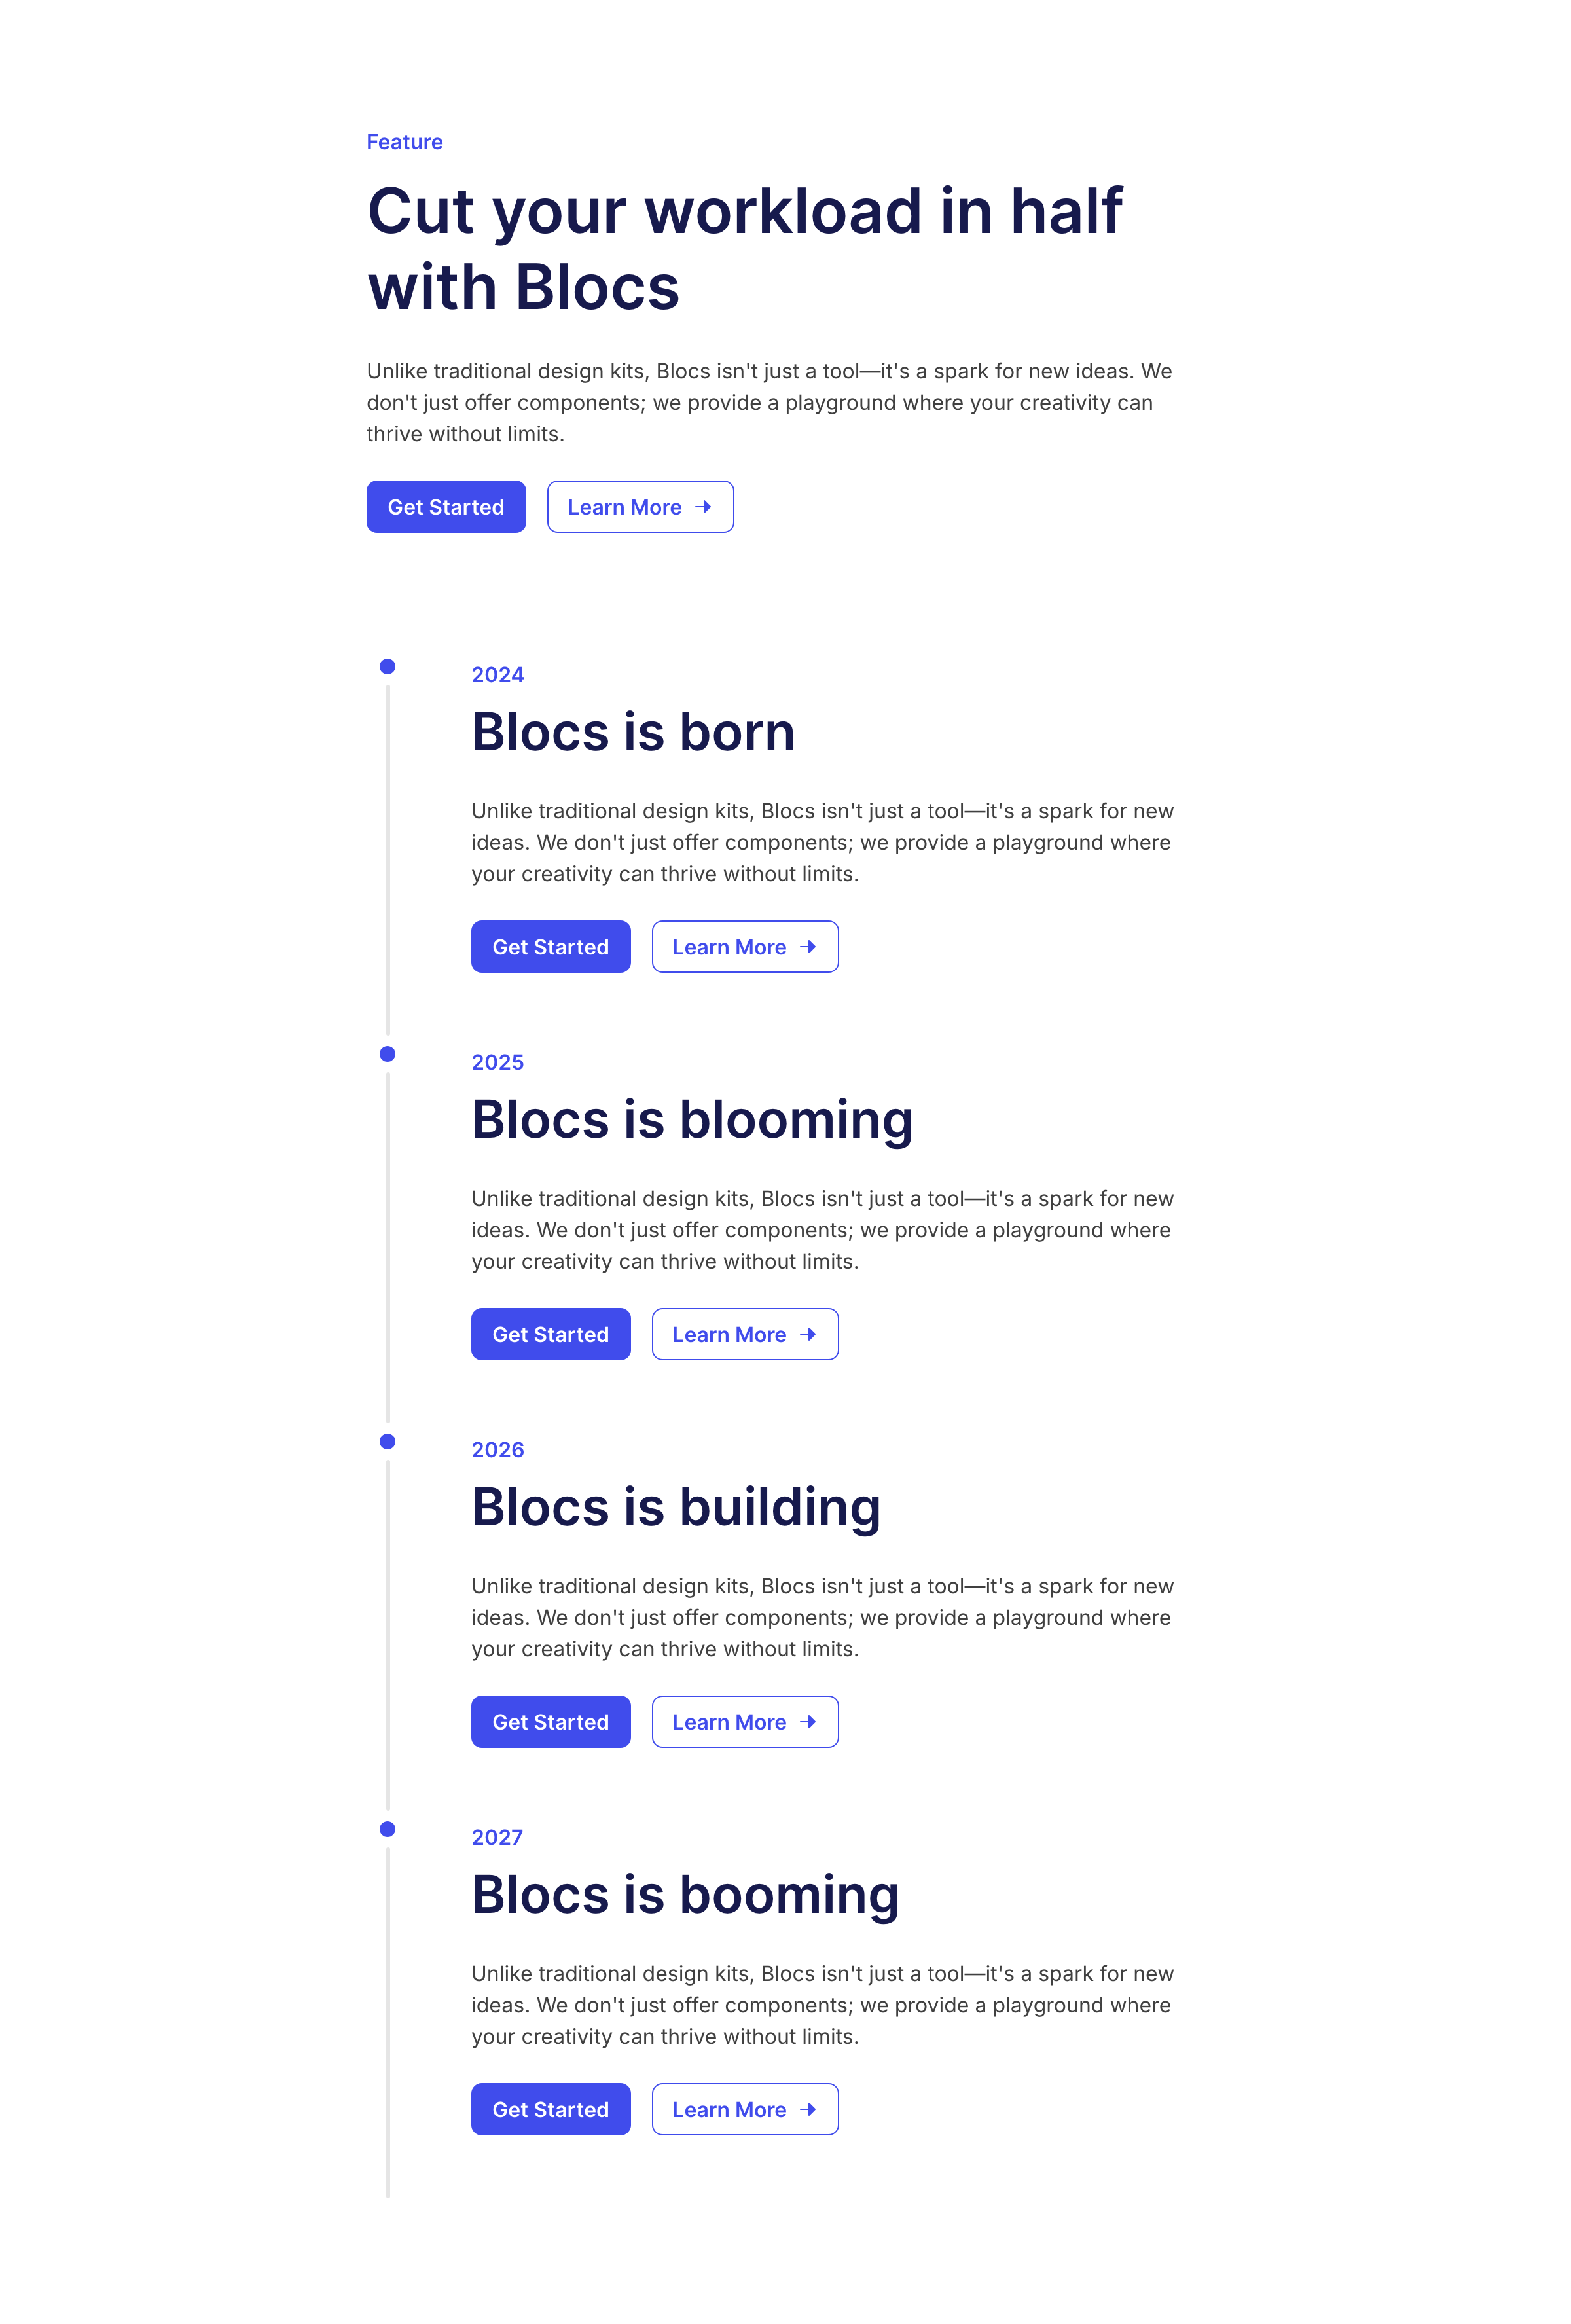 Feature
Cut your workload in half
with Blocs
Unlike traditional design kits, Blocs isn't just a tool—it's a spark for new ideas. We
don't just offer components; we provide a playground where your creativity can
thrive without limits.
Get Started
Learn More
2024
Blocs is born
Unlike traditional design kits, Blocs isn't just a tool—it's a spark for new
ideas. We don't just offer components; we provide a playground where
your creativity can thrive without limits.
Get Started
Learn More
2025
Blocs is blooming
Unlike traditional design kits, Blocs isn't just a tool—it's a spark for new
ideas. We don't just offer components; we provide a playground where
your creativity can thrive without limits.
Get Started
Learn More
2026
Blocs is building
Unlike traditional design kits, Blocs isn't just a tool—it's a spark for new
ideas. We don't just offer components; we provide a playground where
your creativity can thrive without limits.
Get Started
Learn More
2027
Blocs is booming
Unlike traditional design kits, Blocs isn't just a tool—it's a spark for new
ideas. We don't just offer components; we provide a playground where
your creativity can thrive without limits.
Get Started
Learn More